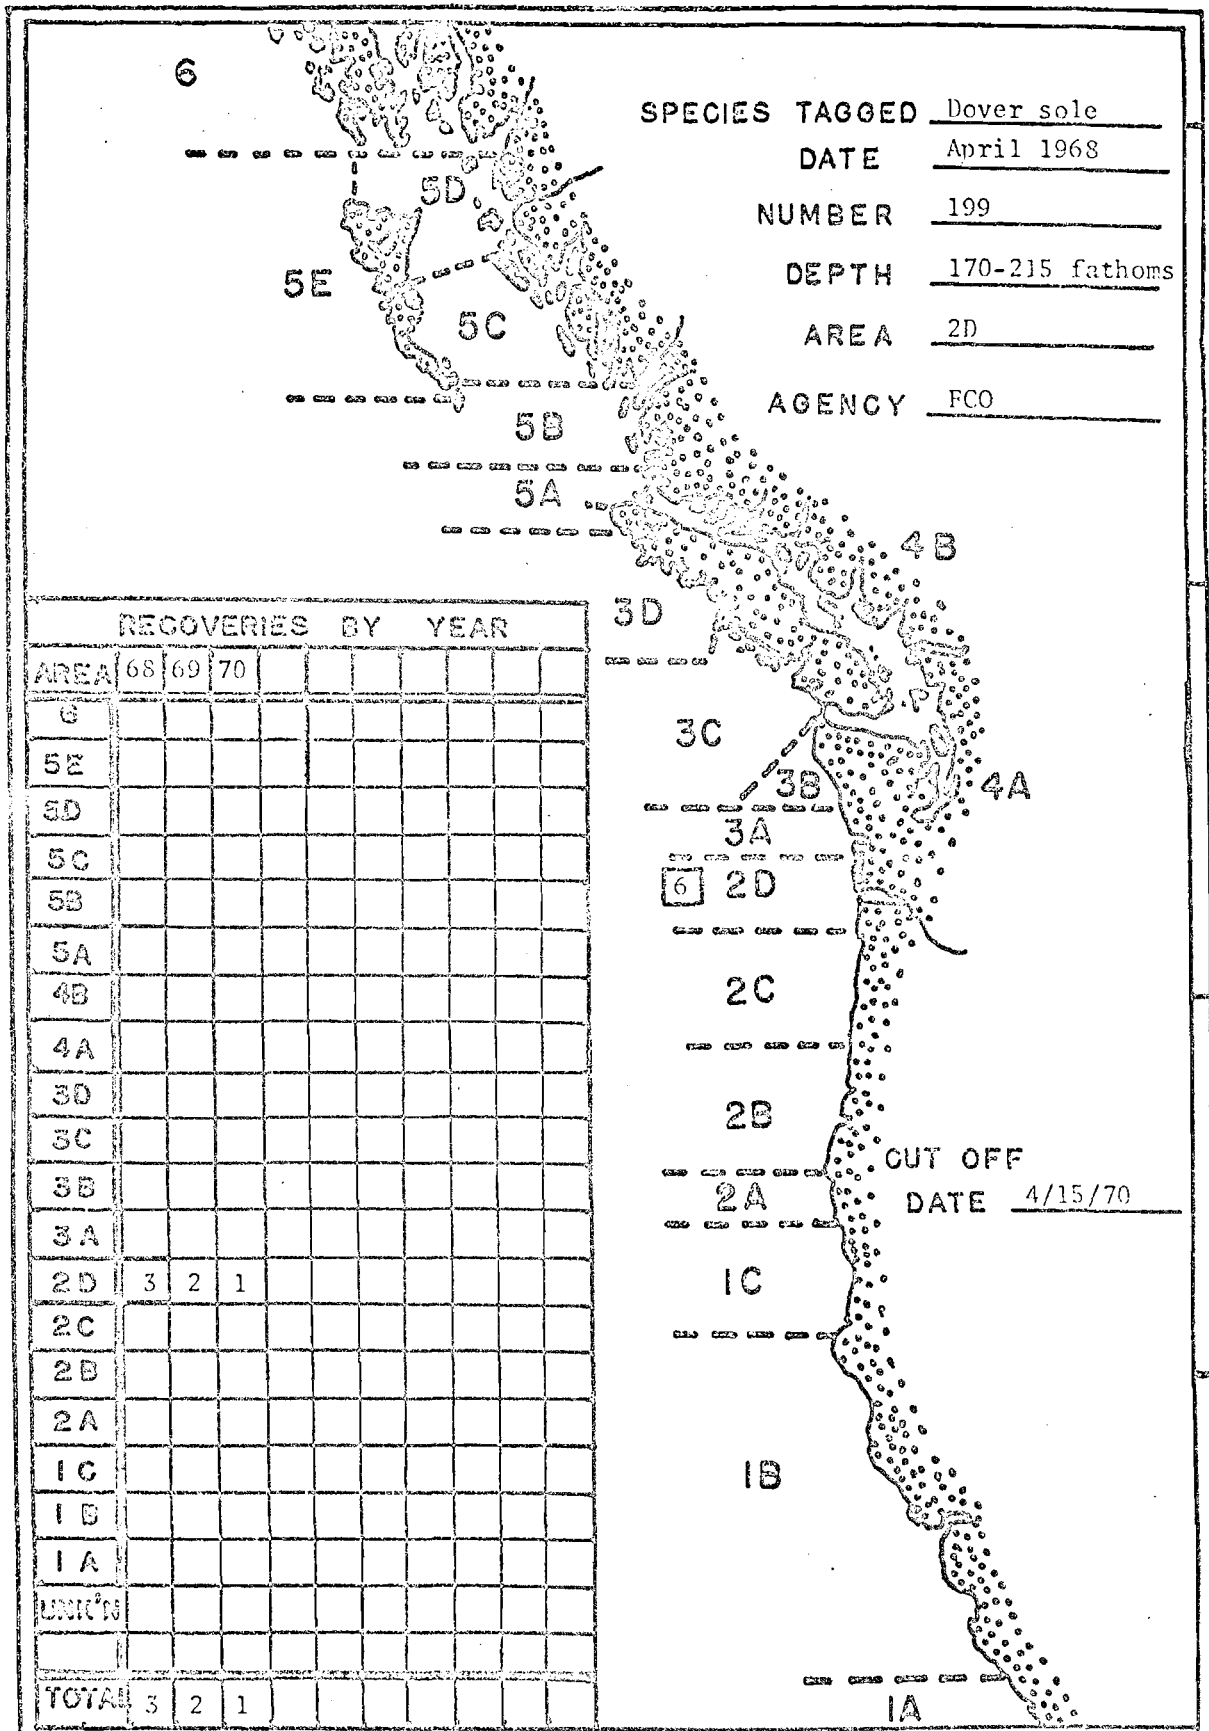 SPECIES TAGGED Dover sole
DATE April 1968
NUMBER 199
DEPTH 170-215 fathoms
AREA 2D
AGENCY FCO
6
5D
5E
5C
5B
5A
4B
3D
3C
3B
4A
3A
6 2D
2C
2B
2A
1C
1B
1A
CUT OFF
DATE 4/15/70
RECOVERIES BY YEAR
AREA 68 69 70
6
5E
5D
5C
5B
5A
4B
4A
3D
3C
3B
3A
2D 3 2 1
2C
2B
2A
1C
1B
1A
UNK'N
TOTAL 3 2 1